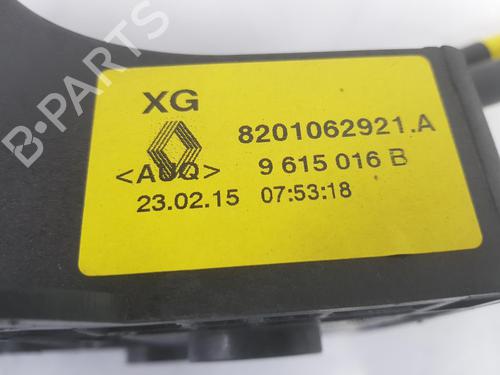 B-PARTS
XG
8201062921.A
<AUQ> 9 615 016 B
23.02.15 07:53:18